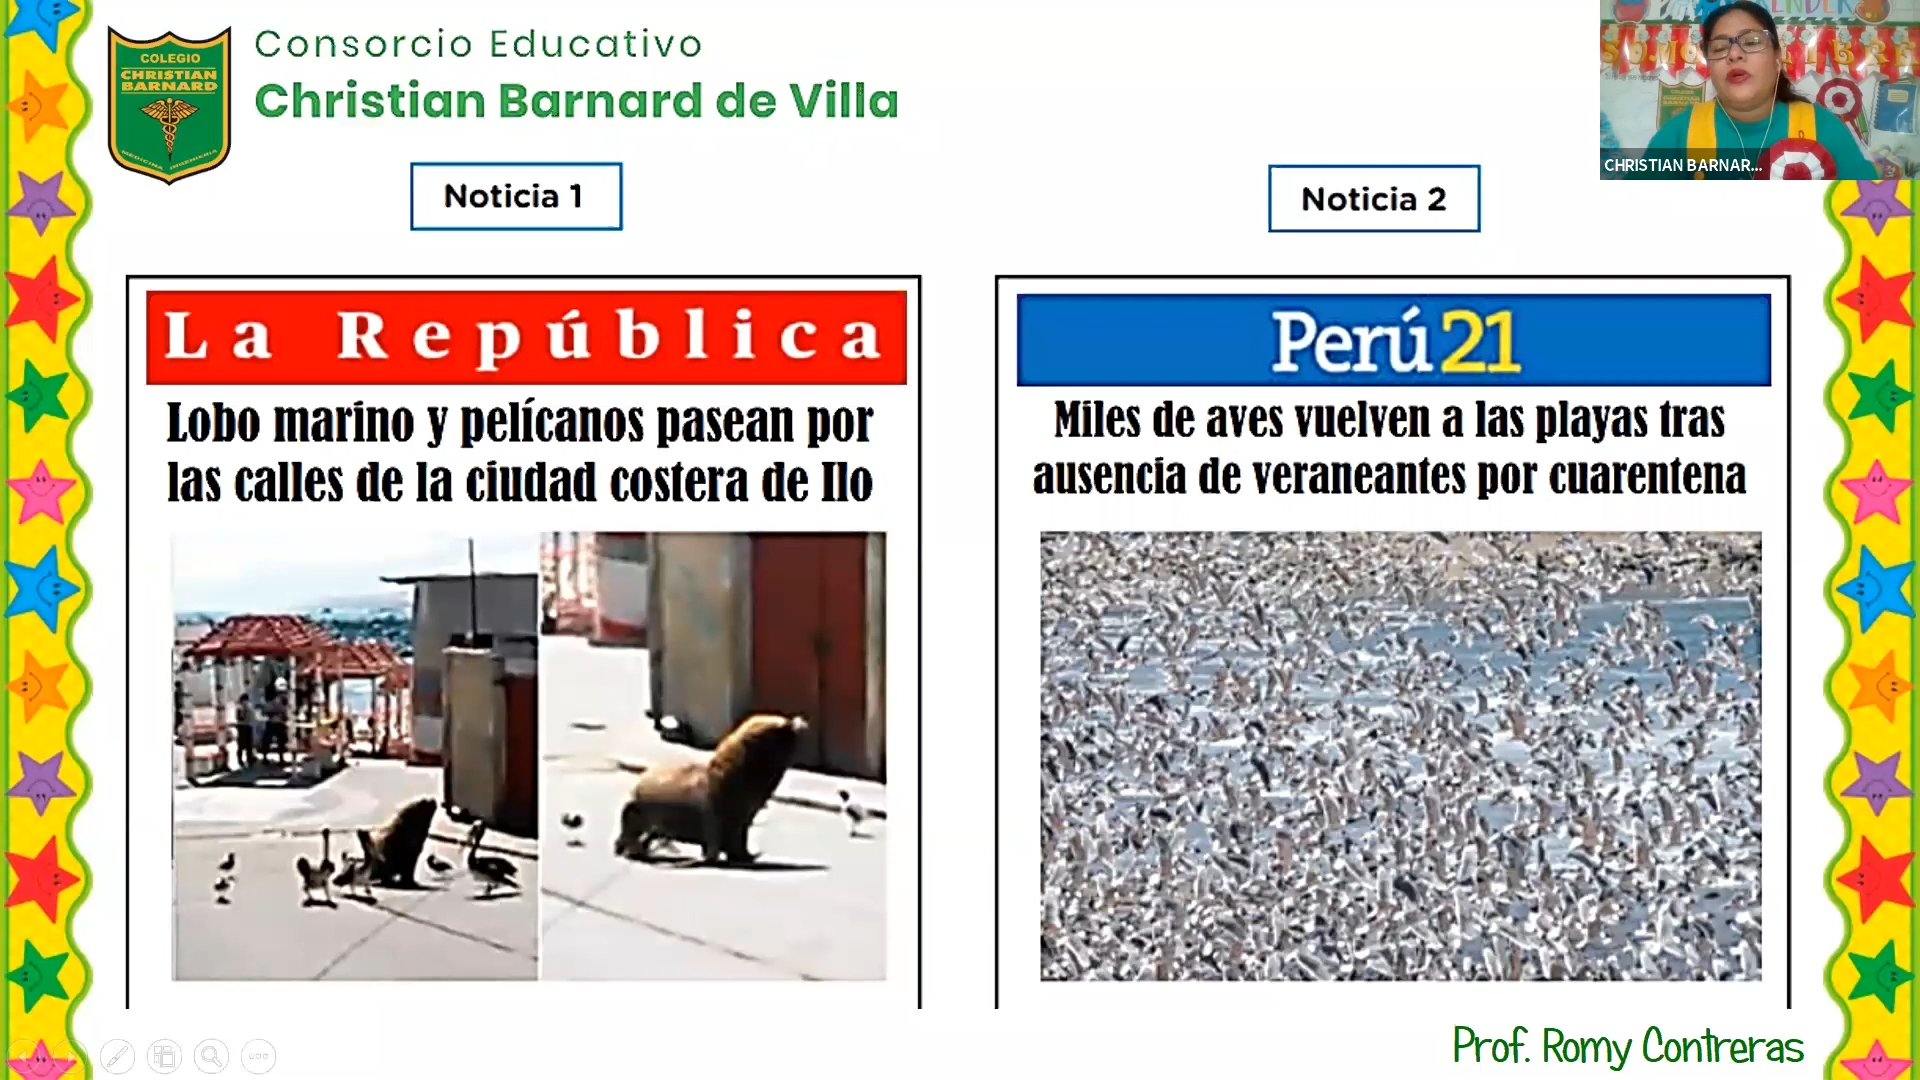 COLEGIO
CHRISTIAN
BARNARD
MEDICINA INGENIERIA
Consorcio Educativo
Christian Barnard de Villa
CHRISTIAN BARNAR...
Noticia 1
La República
Lobo marino y pelícanos pasean por
las calles de la ciudad costera de Ilo
Noticia 2
Perú21
Miles de aves vuelven a las playas tras
ausencia de veraneantes por cuarentena
Prof. Romy Contreras